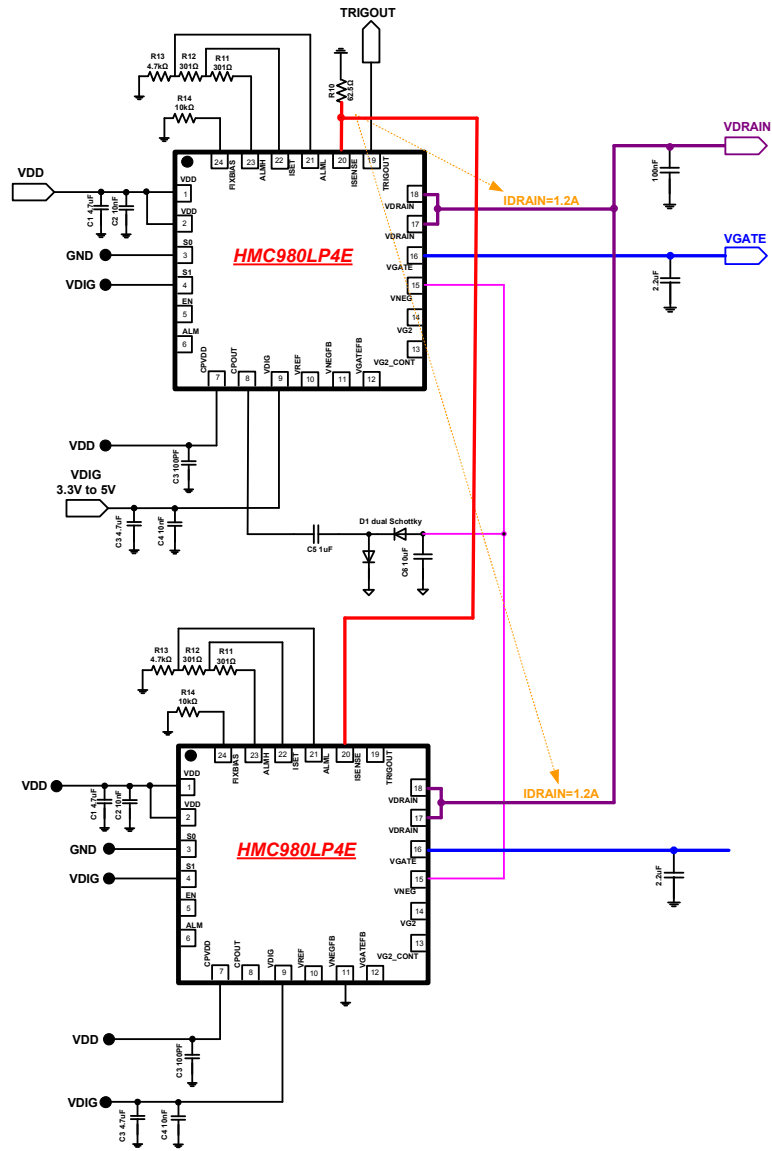 TRIGOUT
R13
4.7kΩ
R12
301Ω
R11
301Ω
R10
62.5Ω
R14
10kΩ
VDRAIN
100nF
VDD
C1 4.7uF
C2 10nF
24
23
22
21
20
19
FIXBIAS
ALMH
ISET
ALML
ISENSE
TRIGOUT
VDD
1
VDD
2
GND
S0
3
VDIG
S1
4
EN
5
ALM
6
HMC980LP4E
18
VDRAIN
17
VDRAIN
16
VGATE
15
VNEG
14
VG2
13
VG2_CONT
IDRAIN=1.2A
VGATE
2.2uF
CPVDD
CPOUT
VDIG
VREF
VNEGFB
VGATEFB
7
8
9
10
11
12
VDD
C3 100PF
VDIG
3.3V to 5V
C3 4.7uF
C4 10nF
C5 1uF
D1 dual Schottky
C6 10uF
R13
4.7kΩ
R12
301Ω
R11
301Ω
R14
10kΩ
24
23
22
21
20
19
FIXBIAS
ALMH
ISET
ALML
ISENSE
TRIGOUT
VDD
C1 4.7uF
C2 10nF
VDD
1
VDD
2
GND
S0
3
VDIG
S1
4
EN
5
ALM
6
HMC980LP4E
18
VDRAIN
17
VDRAIN
16
VGATE
15
VNEG
14
VG2
13
VG2_CONT
IDRAIN=1.2A
2.2uF
CPVDD
CPOUT
VDIG
VREF
VNEGFB
VGATEFB
7
8
9
10
11
12
VDD
C3 100PF
VDIG
C3 4.7uF
C4 10nF